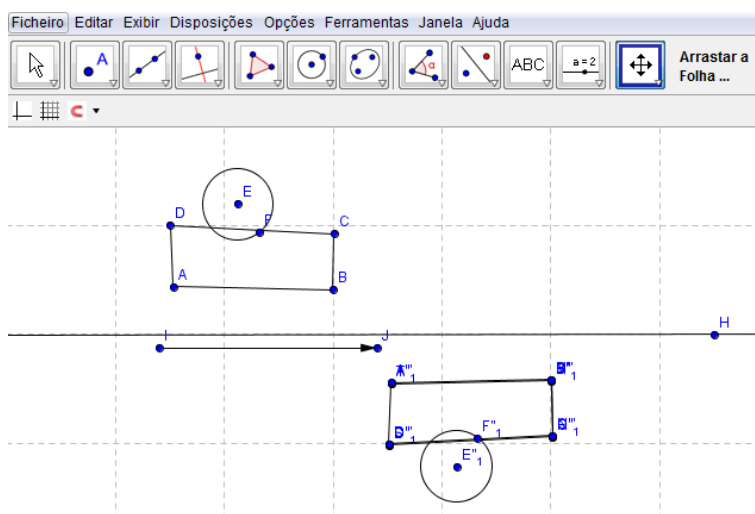 Ficheiro Editar Exibir Disposições Opções Ferramentas Janela Ajuda
A α ABC a=2 Arrastar a
Folha ...
E
D F C
A B
I J H
F"₁
E"₁